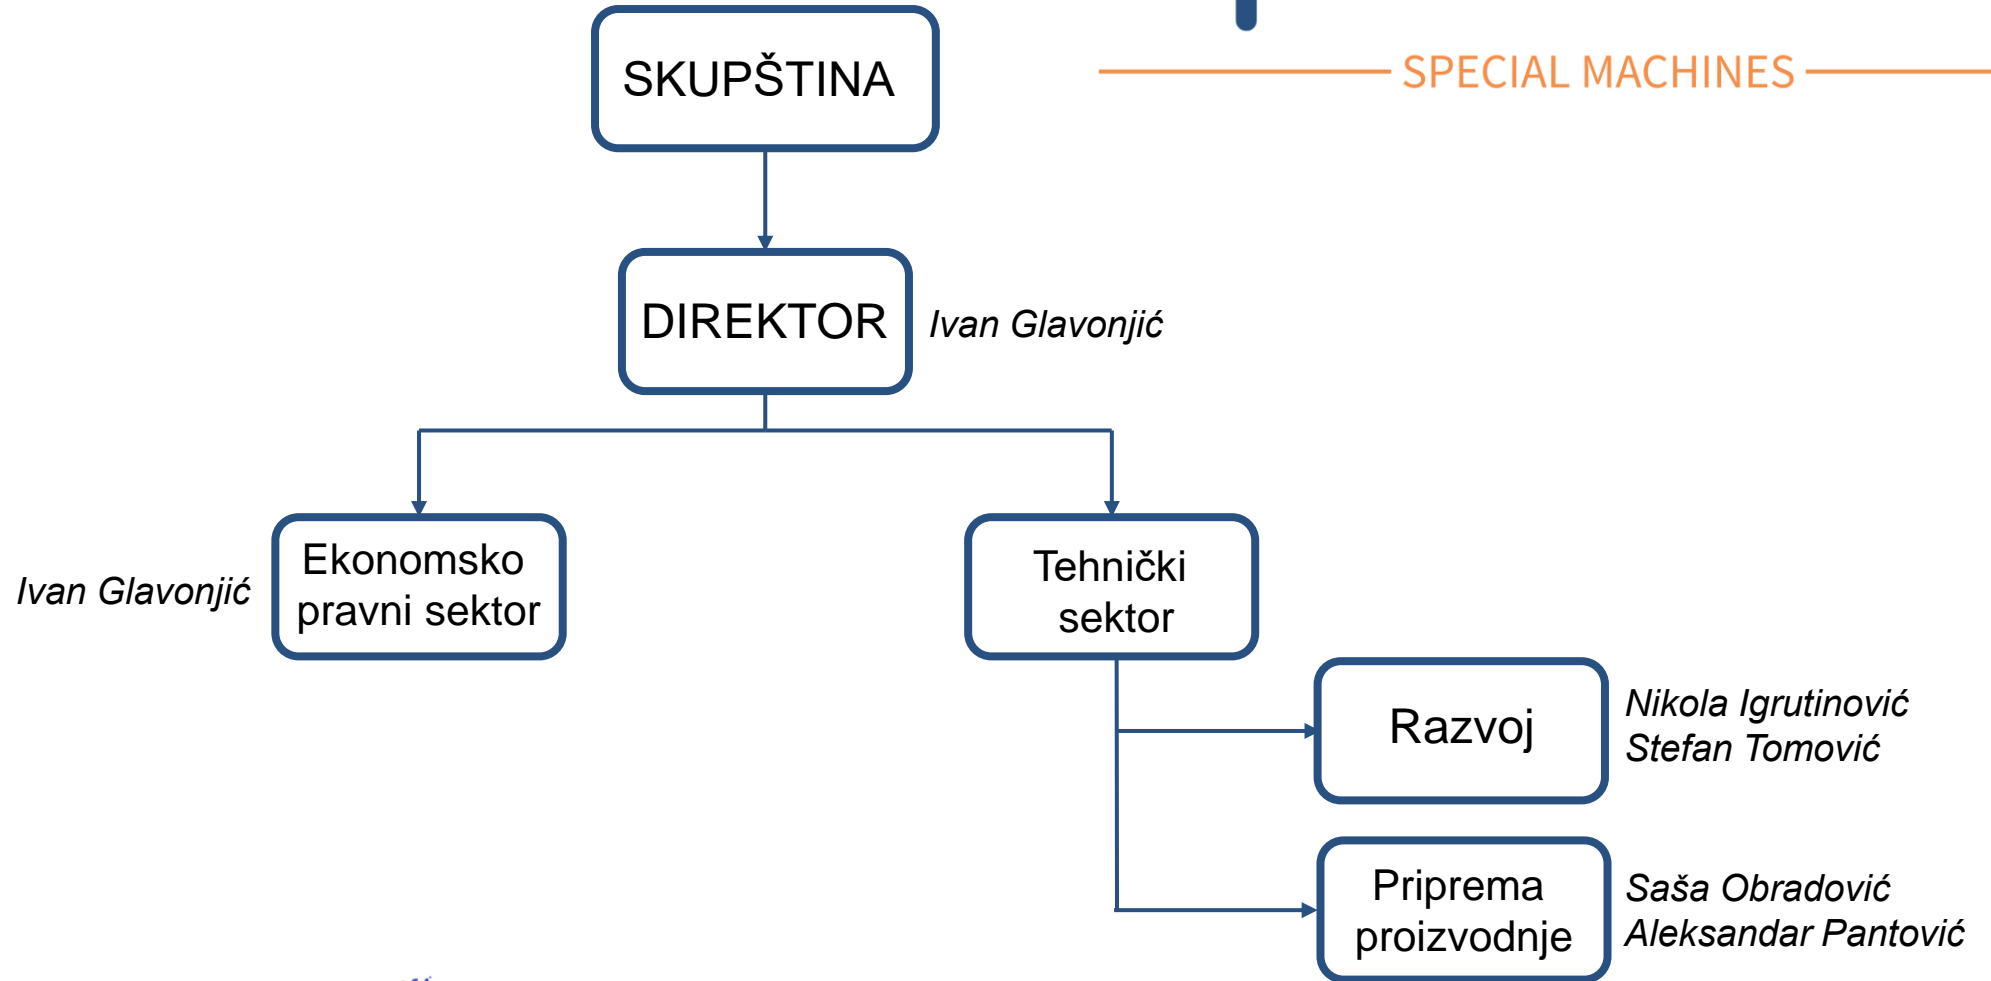 SKUPŠTINA
SPECIAL MACHINES
DIREKTOR
Ivan Glavonjić
Ivan Glavonjić
Ekonomsko
pravni sektor
Tehnički
sektor
Razvoj
Nikola Igrutinović
Stefan Tomović
Priprema
proizvodnje
Saša Obradović
Aleksandar Pantović